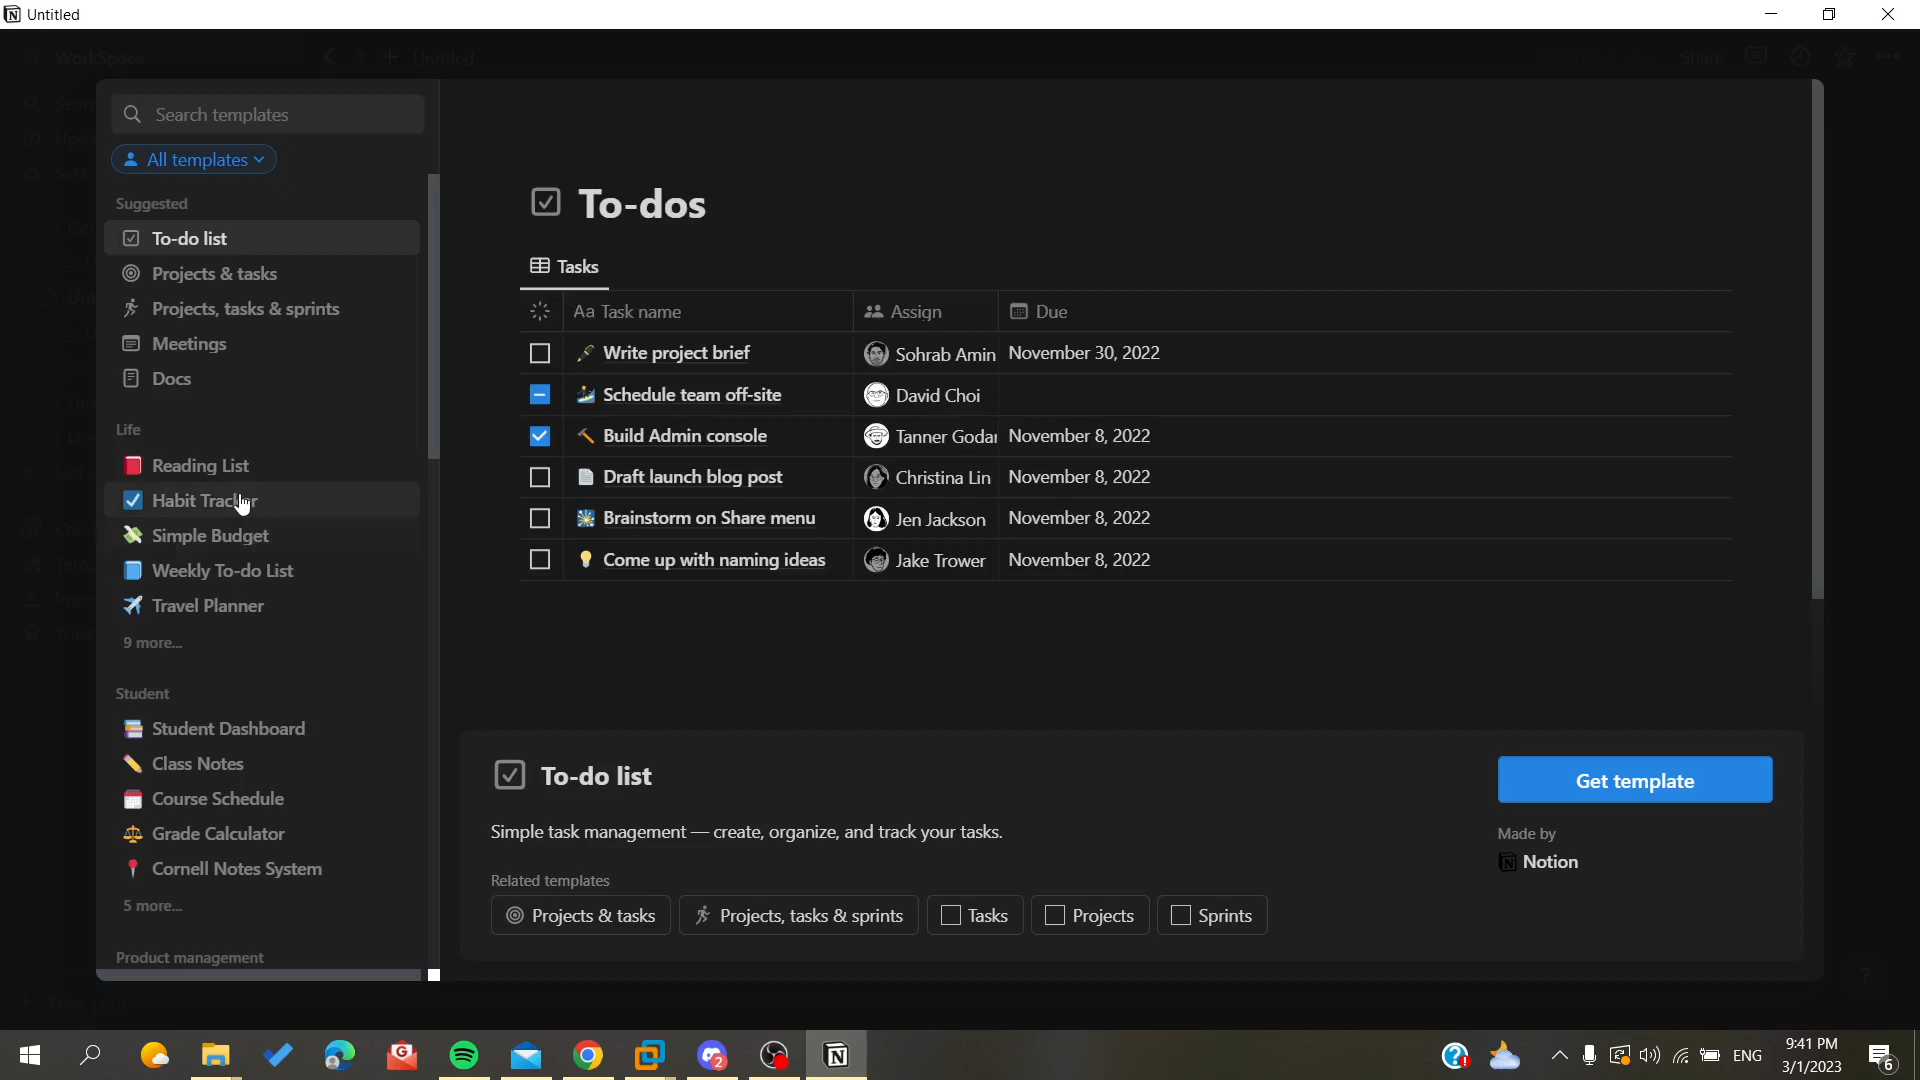 Untitled
WorkSpace
Untitled
Share
Search templates
All templates
Suggested
To-do list
Projects & tasks
Projects, tasks & sprints
Meetings
Docs
Life
Reading List
Habit Tracker
Simple Budget
Weekly To-do List
Travel Planner
9 more...
Student
Student Dashboard
Class Notes
Course Schedule
Grade Calculator
Cornell Notes System
5 more...
Product management
To-dos
Tasks
Aa Task name Assign Due
Write project brief Sohrab Amin November 30, 2022
Schedule team off-site David Choi
Build Admin console Tanner Godar November 8, 2022
Draft launch blog post Christina Lin November 8, 2022
Brainstorm on Share menu Jen Jackson November 8, 2022
Come up with naming ideas Jake Trower November 8, 2022
To-do list
Simple task management — create, organize, and track your tasks.
Related templates
Projects & tasks Projects, tasks & sprints Tasks Projects Sprints
Get template
Made by
Notion
ENG
9:41 PM
3/1/2023
2
6